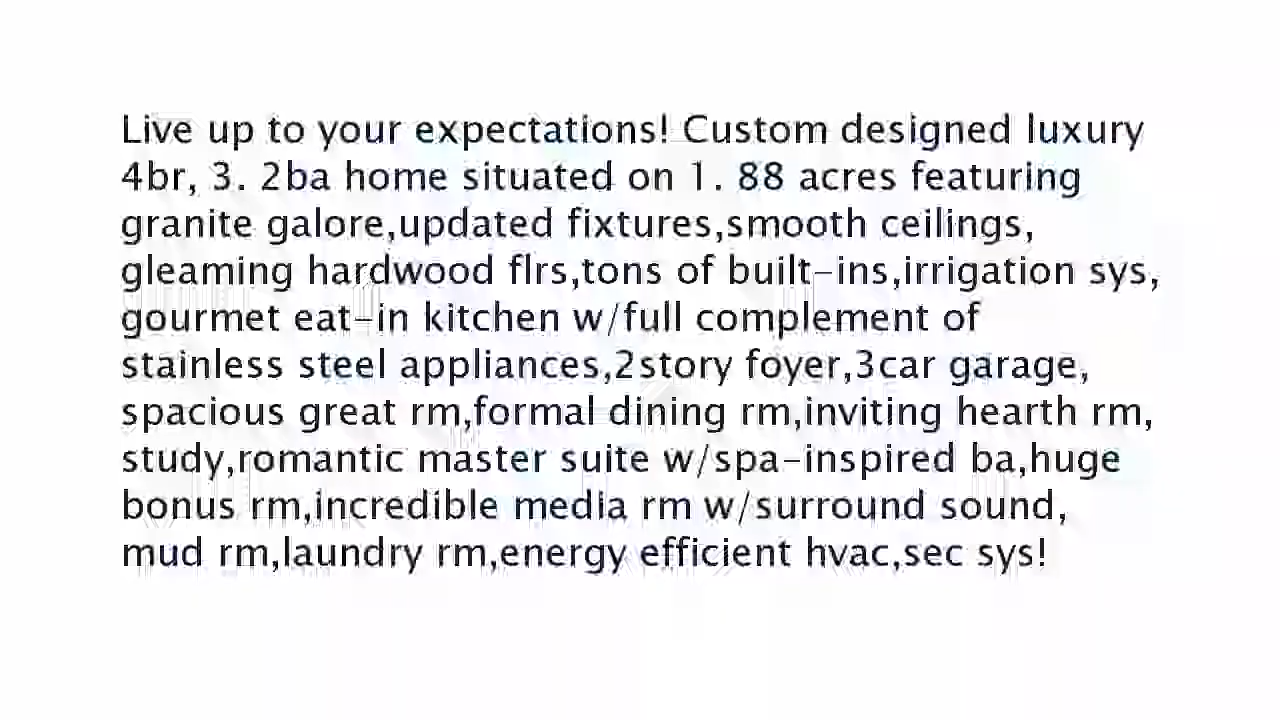 Live up to your expectations! Custom designed luxury
4br, 3. 2ba home situated on 1. 88 acres featuring
granite galore,updated fixtures,smooth ceilings,
gleaming hardwood flrs,tons of built-ins,irrigation sys,
gourmet eat-in kitchen w/full complement of
stainless steel appliances,2story foyer,3car garage,
spacious great rm,formal dining rm,inviting hearth rm,
study,romantic master suite w/spa-inspired ba,huge
bonus rm,incredible media rm w/surround sound,
mud rm,laundry rm,energy efficient hvac,sec sys!